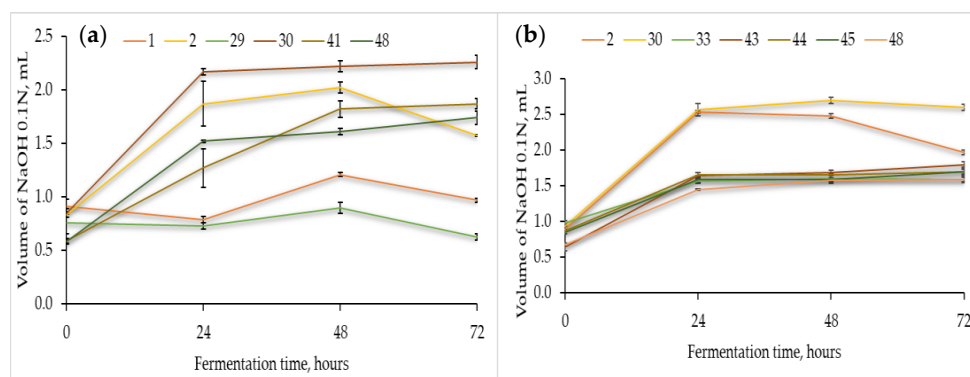 (a) 1 2 29 30 41 48
Volume of NaOH 0.1N, mL
2.5
2.0
1.5
1.0
0.5
0.0
0 24 48 72
Fermentation time, hours
(b) 2 30 33 43 44 45 48
Volume of NaOH 0.1N, mL
3.0
2.5
2.0
1.5
1.0
0.5
0.0
0 24 48 72
Fermentation time, hours